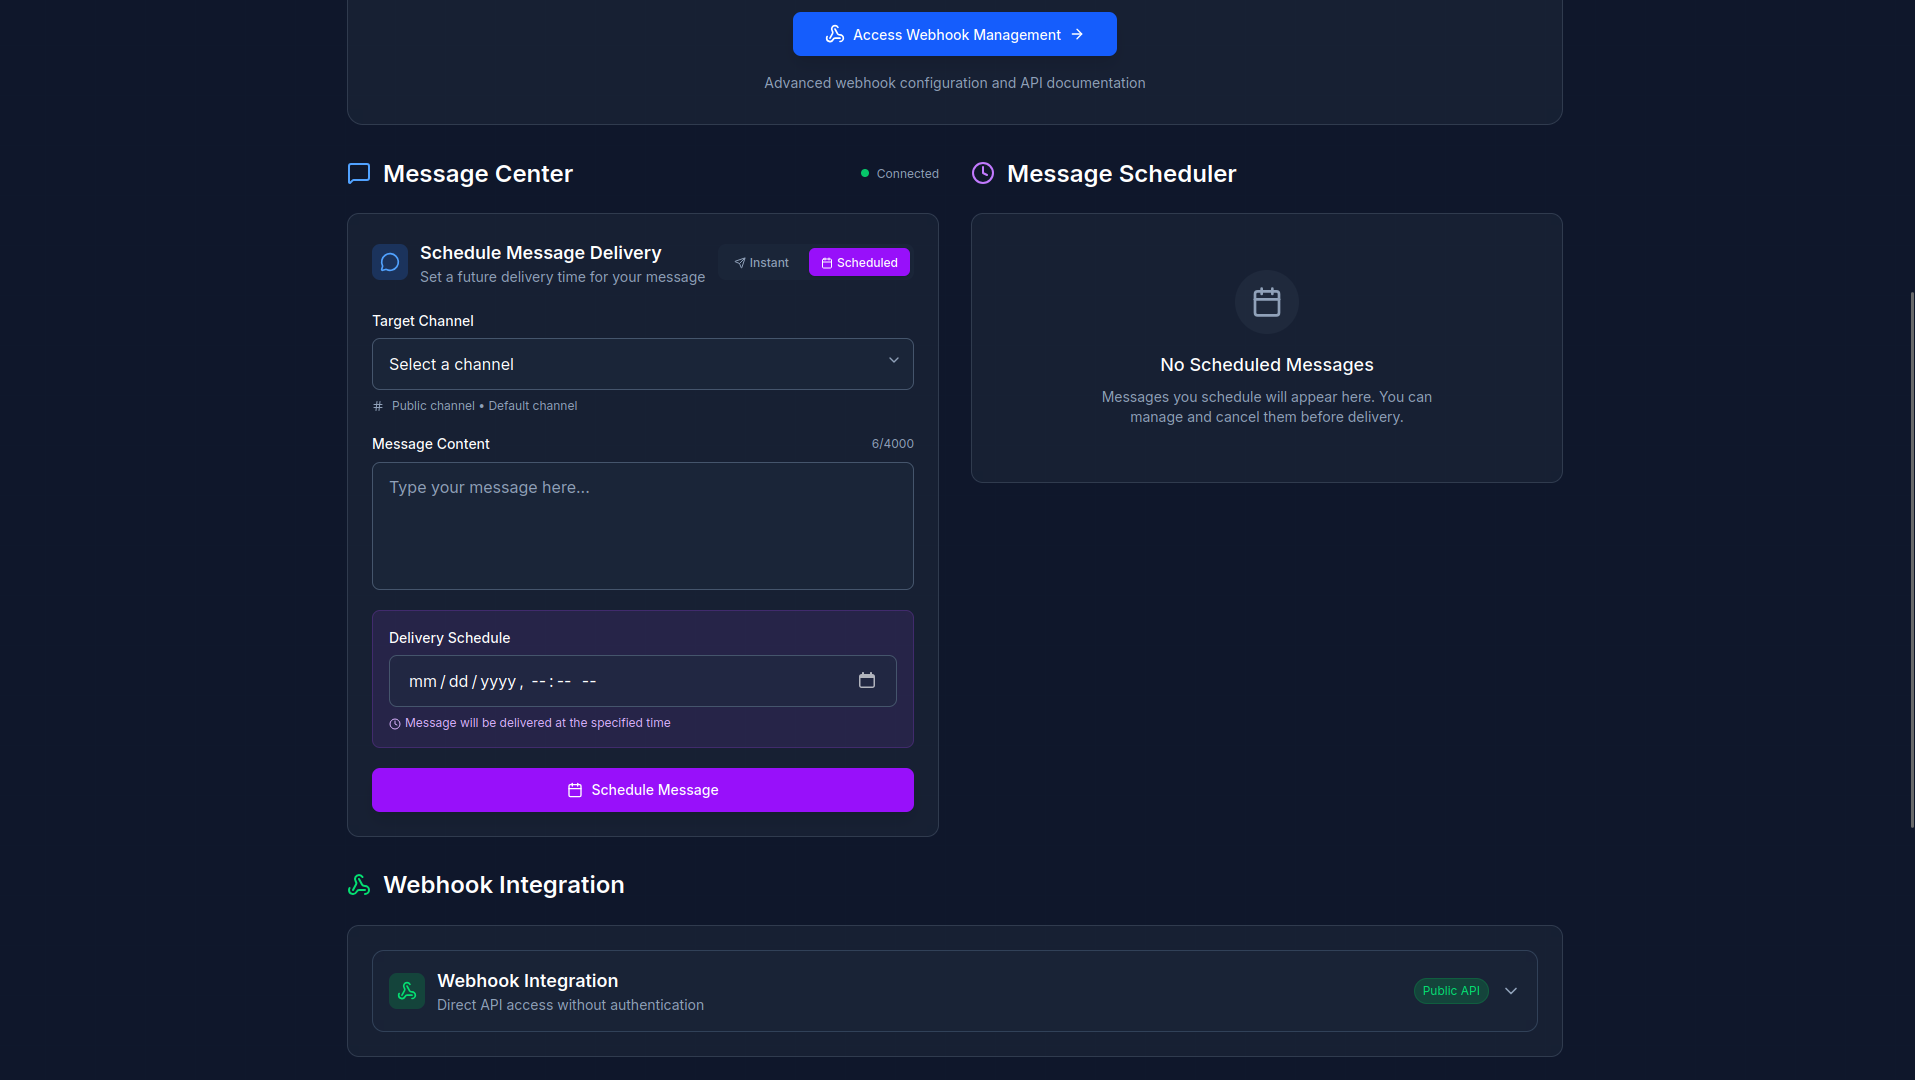 Access Webhook Management
Advanced webhook configuration and API documentation
Message Center
Connected
Schedule Message Delivery
Set a future delivery time for your message
Instant
Scheduled
Target Channel
Select a channel
Public channel • Default channel
Message Content
6/4000
Type your message here...
Delivery Schedule
mm/dd/yyyy, --:-- --
Message will be delivered at the specified time
Schedule Message
Message Scheduler
No Scheduled Messages
Messages you schedule will appear here. You can
manage and cancel them before delivery.
Webhook Integration
Webhook Integration
Direct API access without authentication
Public API